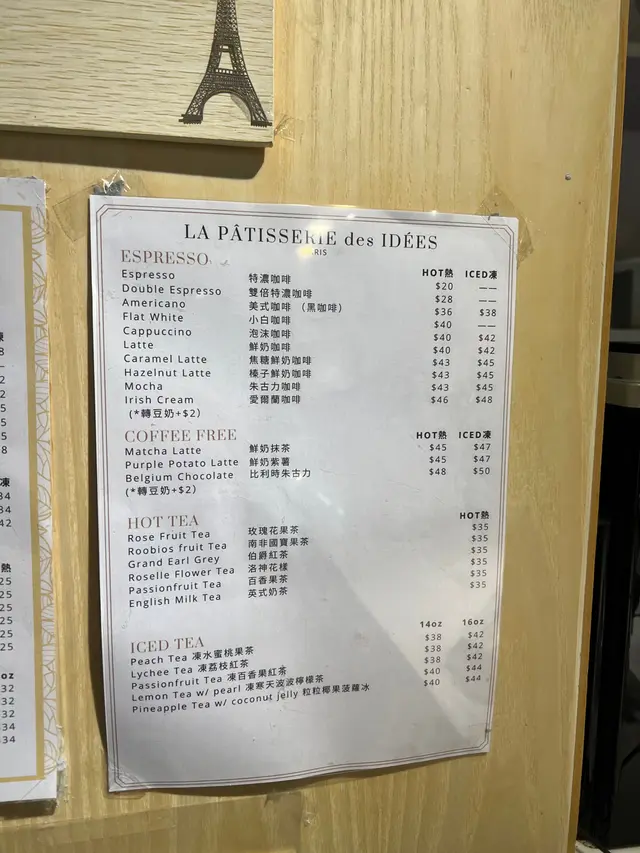 LA PÂTISSERIE des IDÉES
RIS
ESPRESSO HOT熱 ICED凍
Espresso 特濃咖啡 $20 ——
Double Espresso 雙倍特濃咖啡 $28 ——
Americano 美式咖啡 （黑咖啡） $36 $38
Flat White 小白咖啡 $40 ——
Cappuccino 泡沫咖啡 $40 $42
Latte 鮮奶咖啡 $40 $42
Caramel Latte 焦糖鮮奶咖啡 $43 $45
Hazelnut Latte 榛子鮮奶咖啡 $43 $45
Mocha 朱古力咖啡 $43 $45
Irish Cream 愛爾蘭咖啡 $46 $48
(*轉豆奶+$2)
COFFEE FREE HOT熱 ICED凍
Matcha Latte 鮮奶抹茶 $45 $47
Purple Potato Latte 鮮奶紫薯 $45 $47
Belgium Chocolate 比利時朱古力 $48 $50
(*轉豆奶+$2)
HOT TEA HOT熱
Rose Fruit Tea 玫瑰花果茶 $35
Roobios fruit Tea 南非國寶果茶 $35
Grand Earl Grey 伯爵紅茶 $35
Roselle Flower Tea 洛神花樣 $35
Passionfruit Tea 百香果茶 $35
English Milk Tea 英式奶茶 $35
ICED TEA 14oz 16oz
Peach Tea 凍水蜜桃果茶 $38 $42
Lychee Tea 凍荔枝紅茶 $38 $42
Passionfruit Tea 凍百香果紅茶 $38 $42
Lemon Tea w/ pearl 凍寒天波波檸檬茶 $40 $44
Pineapple Tea w/ coconut jelly 粒粒椰果菠蘿冰 $40 $44